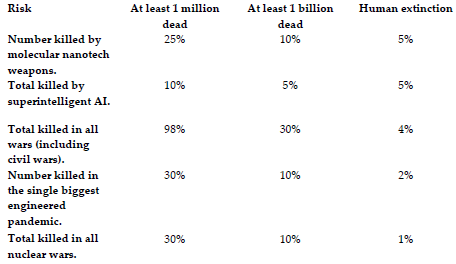 Risk At least 1 million At least 1 billion Human extinction
dead dead
Number killed by 25% 10% 5%
molecular nanotech
weapons.
Total killed by 10% 5% 5%
superintelligent AI.
Total killed in all 98% 30% 4%
wars (including
civil wars).
Number killed in 30% 10% 2%
the single biggest
engineered
pandemic.
Total killed in all 30% 10% 1%
nuclear wars.